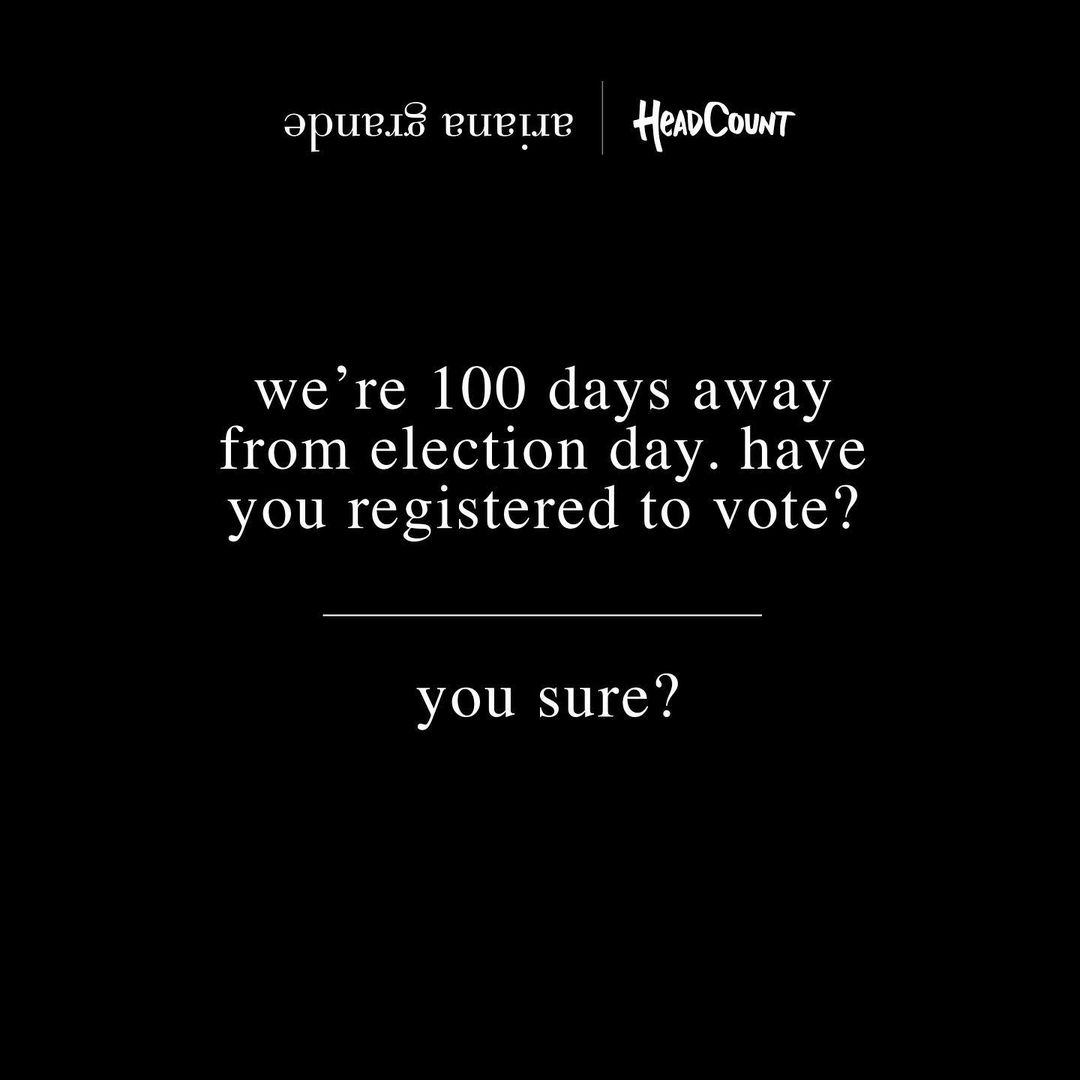 ariana grande | HEADCOUNT
we’re 100 days away
from election day. have
you registered to vote?
you sure?